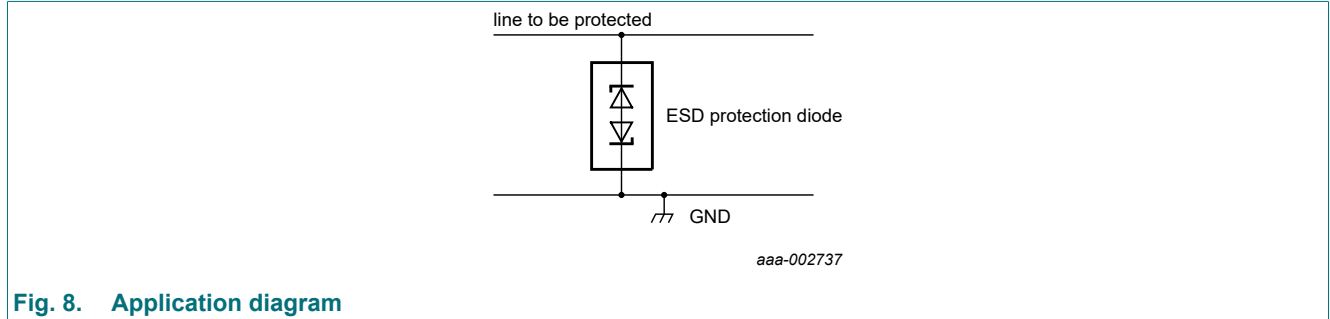 line to be protected
ESD protection diode
GND
aaa-002737
Fig. 8. Application diagram